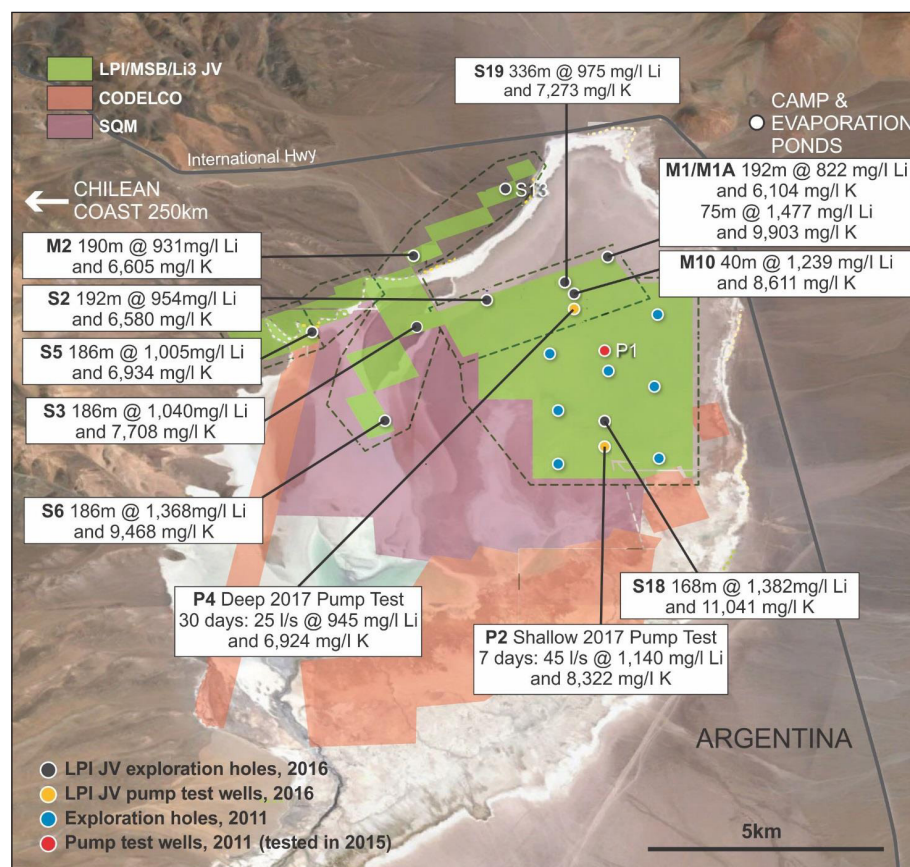 LPI/MSB/Li3 JV
CODELCO
SQM
International Hwy
CHILEAN
COAST 250km
S19 336m @ 975 mg/l Li
and 7,273 mg/l K
CAMP &
EVAPORATION
PONDS
M1/M1A 192m @ 822 mg/l Li
and 6,104 mg/l K
75m @ 1,477 mg/l Li
and 9,903 mg/l K
S13
M2 190m @ 931mg/l Li
and 6,605 mg/l K
M10 40m @ 1,239 mg/l Li
and 8,611 mg/l K
S2 192m @ 954mg/l Li
and 6,580 mg/l K
S5 186m @ 1,005mg/l Li
and 6,934 mg/l K
P1
S3 186m @ 1,040mg/l Li
and 7,708 mg/l K
S6 186m @ 1,368mg/l Li
and 9,468 mg/l K
P4 Deep 2017 Pump Test
30 days: 25 l/s @ 945 mg/l Li
and 6,924 mg/l K
S18 168m @ 1,382mg/l Li
and 11,041 mg/l K
P2 Shallow 2017 Pump Test
7 days: 45 l/s @ 1,140 mg/l Li
and 8,322 mg/l K
ARGENTINA
LPI JV exploration holes, 2016
LPI JV pump test wells, 2016
Exploration holes, 2011
Pump test wells, 2011 (tested in 2015)
5km